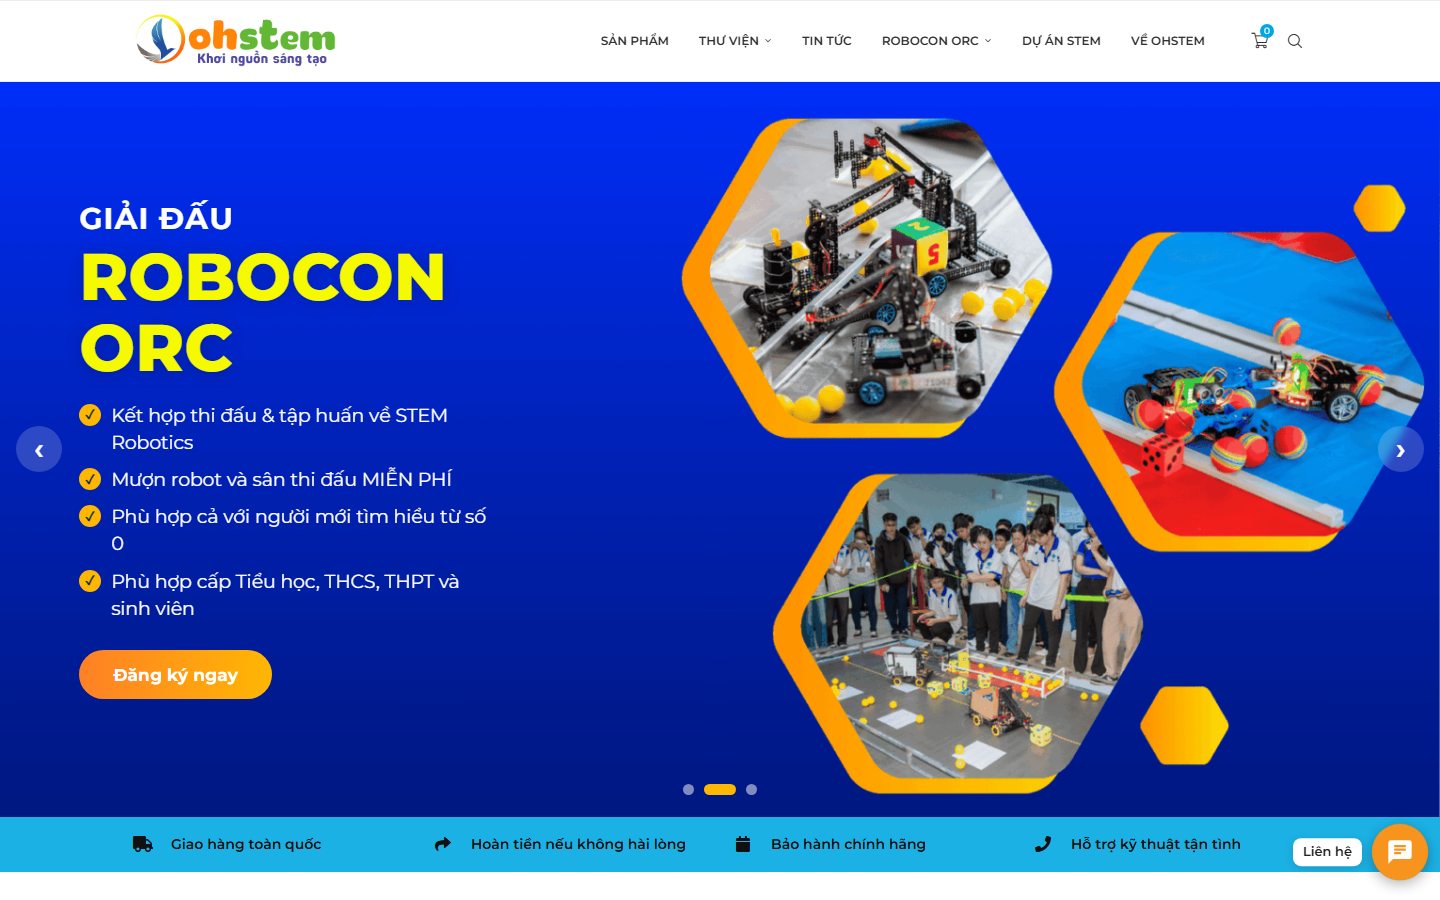 ohstem
Khơi nguồn sáng tạo
SẢN PHẨM
THƯ VIỆN
TIN TỨC
ROBOCON ORC
DỰ ÁN STEM
VỀ OHSTEM
0
GIẢI ĐẤU
ROBOCON
ORC
Kết hợp thi đấu & tập huấn về STEM
Robotics
Mượn robot và sân thi đấu MIỄN PHÍ
Phù hợp cả với người mới tìm hiểu từ số
0
Phù hợp cấp Tiểu học, THCS, THPT và
sinh viên
Đăng ký ngay
‹
›
Giao hàng toàn quốc
Hoàn tiền nếu không hài lòng
Bảo hành chính hãng
Hỗ trợ kỹ thuật tận tình
Liên hệ